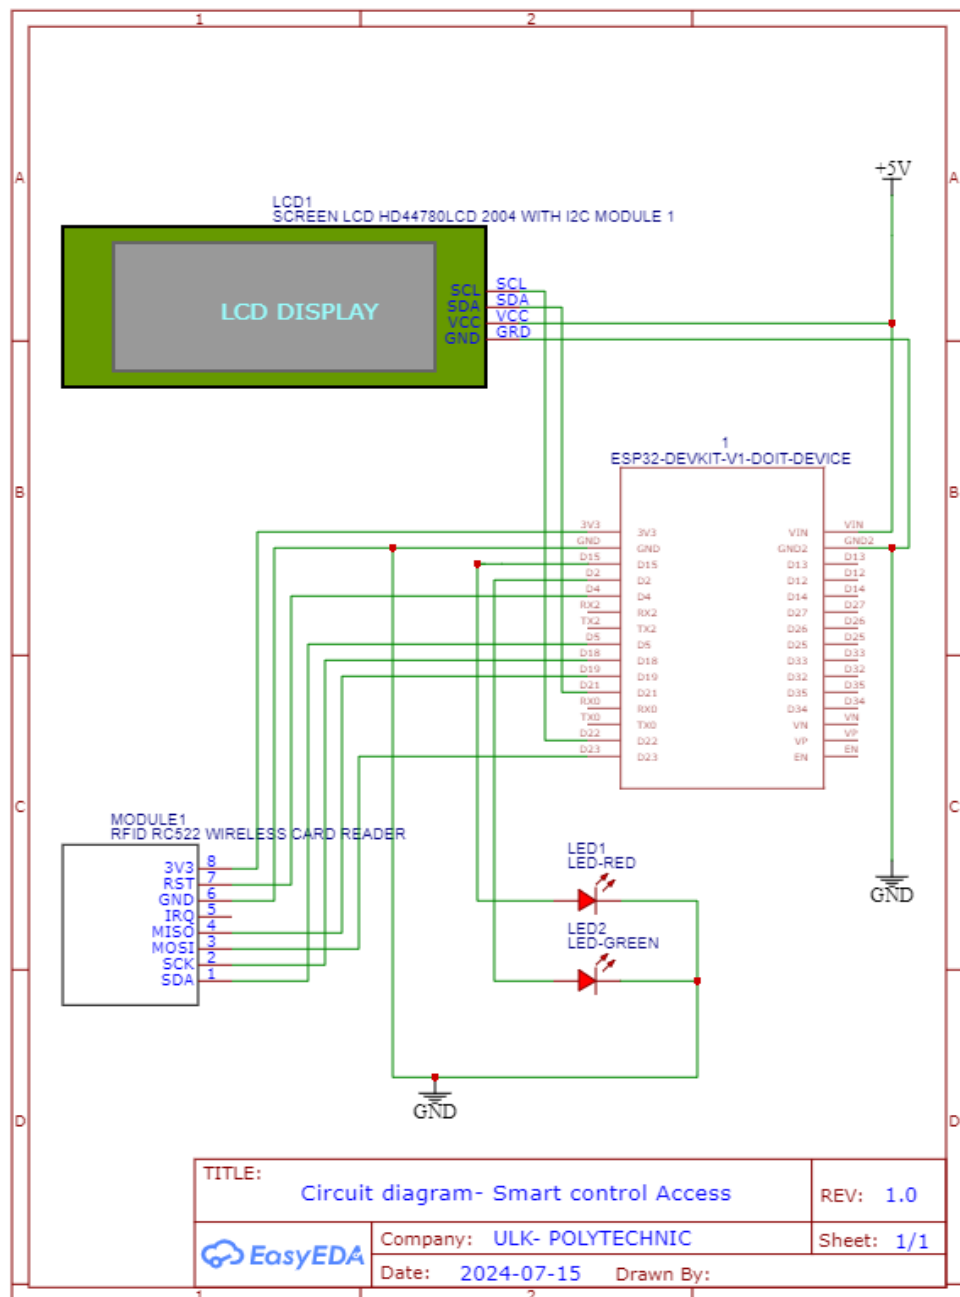 1 2
A A
+5V
LCD1
SCREEN LCD HD44780LCD 2004 WITH I2C MODULE 1
LCD DISPLAY
SCL SCL
SDA SDA
VCC VCC
GND GRD
B B
1
ESP32-DEVKIT-V1-DOIT-DEVICE
3V3 3V3 VIN VIN
GND GND GND2 GND2
D15 D15 D13 D13
D2 D2 D12 D12
D4 D4 D14 D14
RX2 RX2 D27 D27
TX2 TX2 D26 D26
D5 D5 D25 D25
D18 D18 D33 D33
D19 D19 D32 D32
D21 D21 D35 D35
RX0 RX0 D34 D34
TX0 TX0 VN VN
D22 D22 VP VP
D23 D23 EN EN
C C
MODULE1
RFID RC522 WIRELESS CARD READER
3V3 8
RST 7
GND 6
IRQ 5
MISO 4
MOSI 3
SCK 2
SDA 1
LED1
LED-RED
LED2
LED-GREEN
GND
GND
D D
TITLE:
Circuit diagram- Smart control Access
REV: 1.0
EasyEDA
Company: ULK- POLYTECHNIC
Sheet: 1/1
Date: 2024-07-15 Drawn By:
1 2